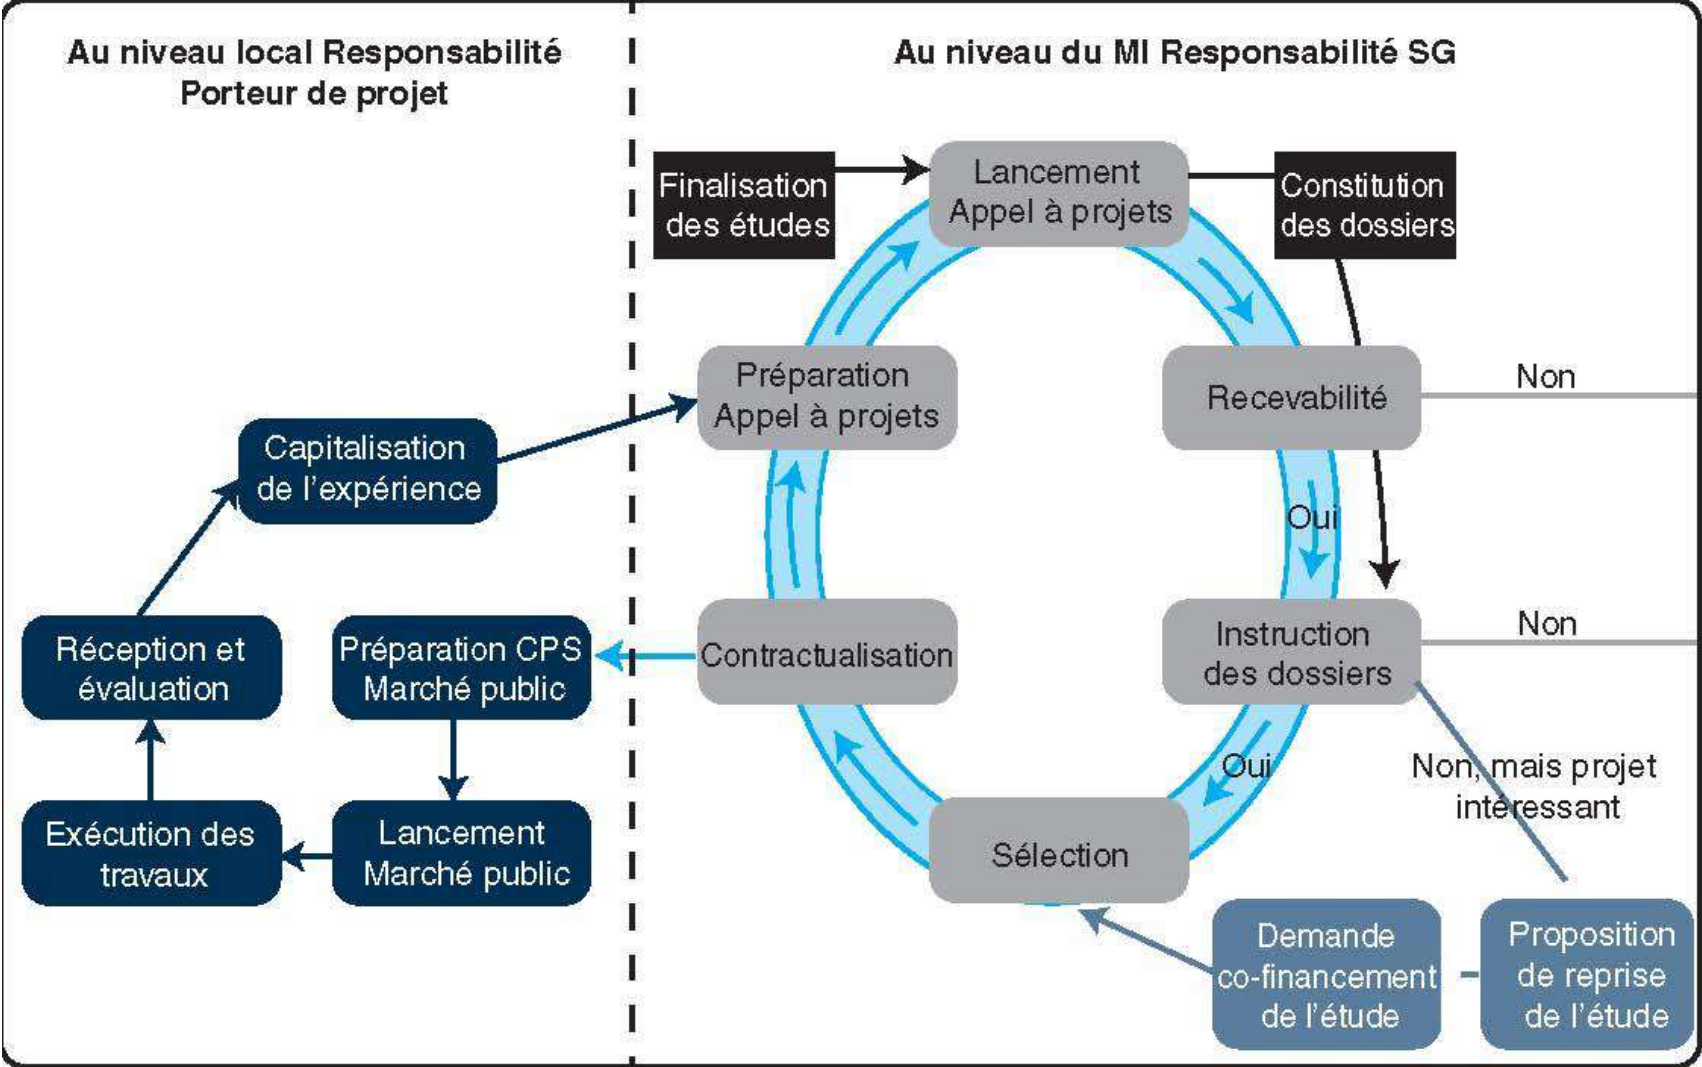 Au niveau local Responsabilité
Porteur de projet
Au niveau du MI Responsabilité SG
Finalisation
des études
Lancement
Appel à projets
Constitution
des dossiers
Préparation
Appel à projets
Recevabilité
Non
Capitalisation
de l'expérience
Oui
Réception et
évaluation
Préparation CPS
Marché public
Contractualisation
Instruction
des dossiers
Non
Oui
Non, mais projet
intéressant
Exécution des
travaux
Lancement
Marché public
Sélection
Demande
co-financement
de l'étude
Proposition
de reprise
de l'étude